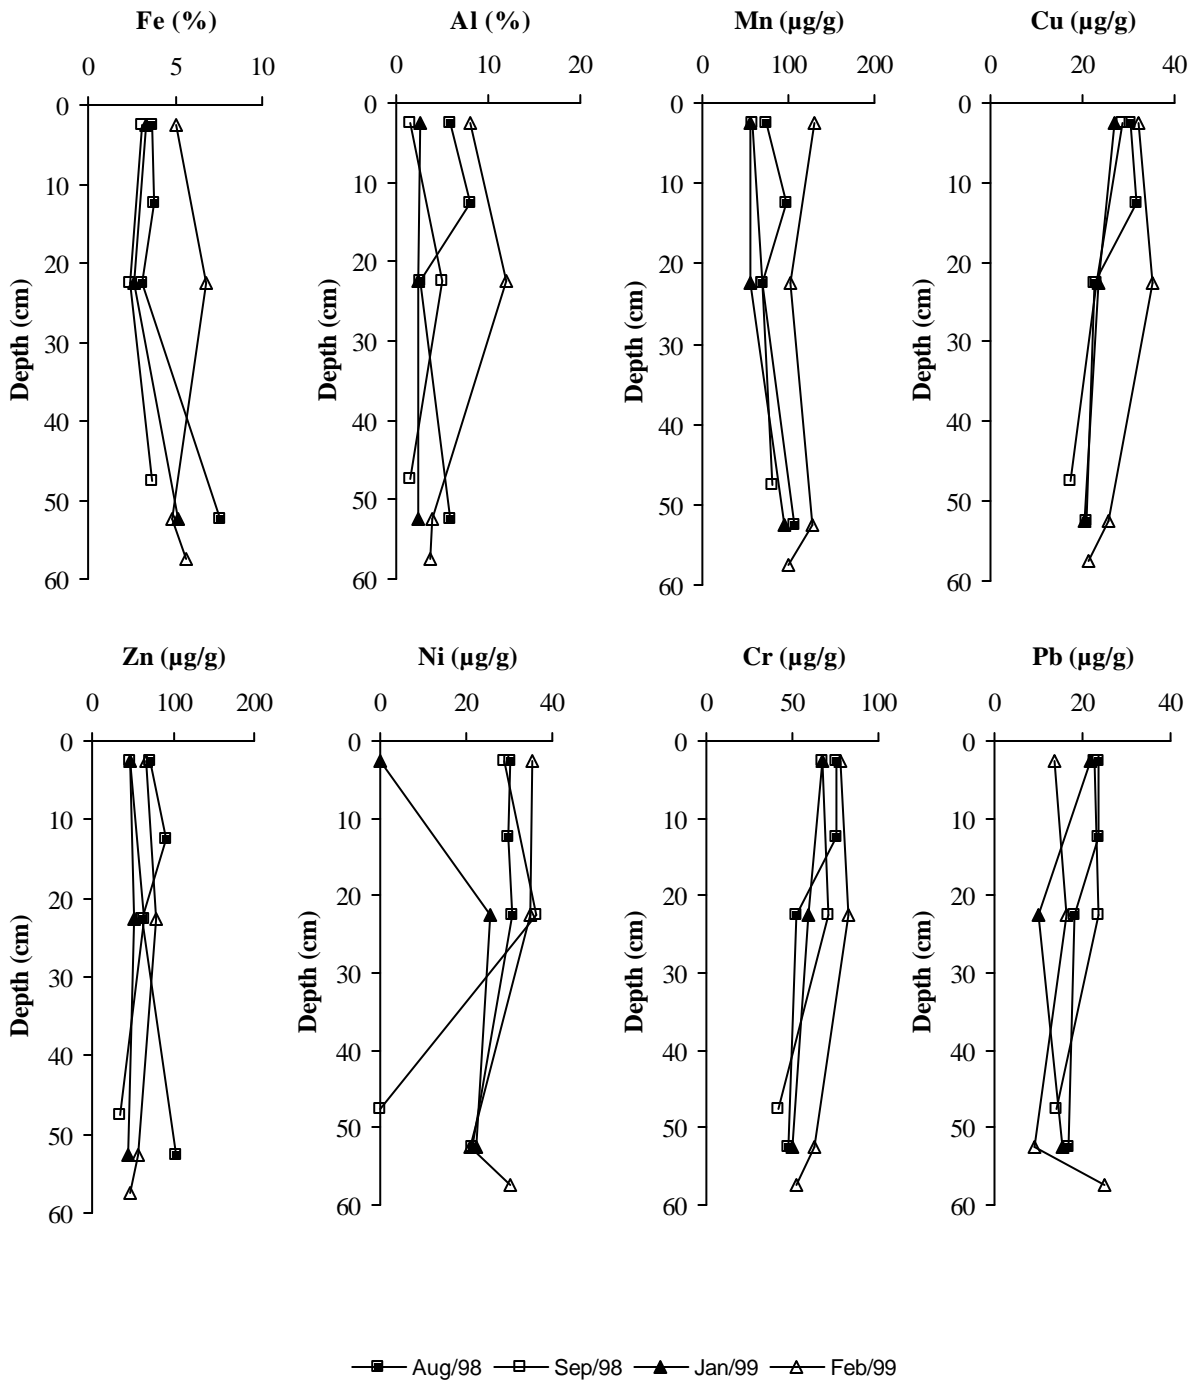 Fe (%) Al (%) Mn (µg/g) Cu (µg/g)
0 5 10 0 10 20 0 100 200 0 20 40
0 0 0 0
10 10 10 10
20 20 20 20
30 30 30 30
40 40 40 40
50 50 50 50
60 60 60 60
Depth (cm) Depth (cm) Depth (cm) Depth (cm)
Zn (µg/g) Ni (µg/g) Cr (µg/g) Pb (µg/g)
0 100 200 0 20 40 0 50 100 0 20 40
0 0 0 0
10 10 10 10
20 20 20 20
30 30 30 30
40 40 40 40
50 50 50 50
60 60 60 60
Depth (cm) Depth (cm) Depth (cm) Depth (cm)
Aug/98 Sep/98 Jan/99 Feb/99